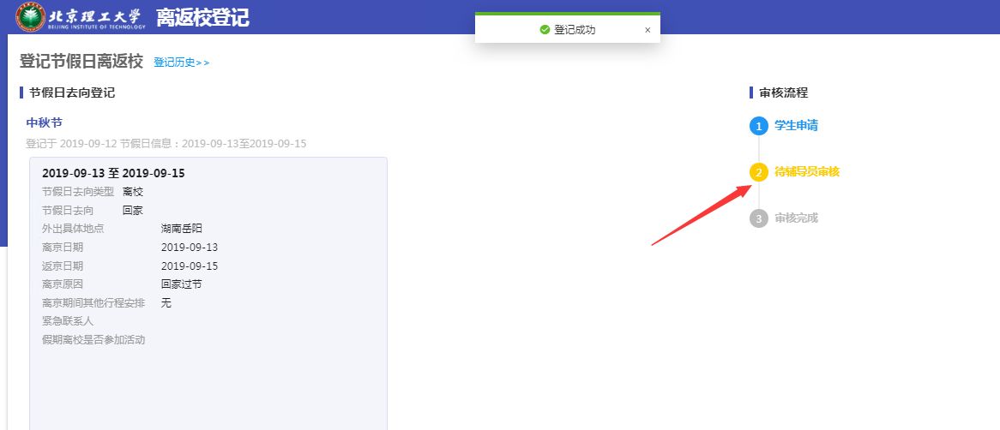 北京理工大学
BEIJING INSTITUTE OF TECHNOLOGY
离返校登记
登记成功
×
登记节假日离返校 登记历史>>
节假日去向登记
中秋节
登记于 2019-09-12 节假日信息：2019-09-13至2019-09-15
2019-09-13 至 2019-09-15
节假日去向类型 离校
节假日去向 回家
外出具体地点 湖南岳阳
离京日期 2019-09-13
返京日期 2019-09-15
离京原因 回家过节
离京期间其他行程安排 无
紧急联系人
假期离校是否参加活动
审核流程
1 学生申请
2 待辅导员审核
3 审核完成